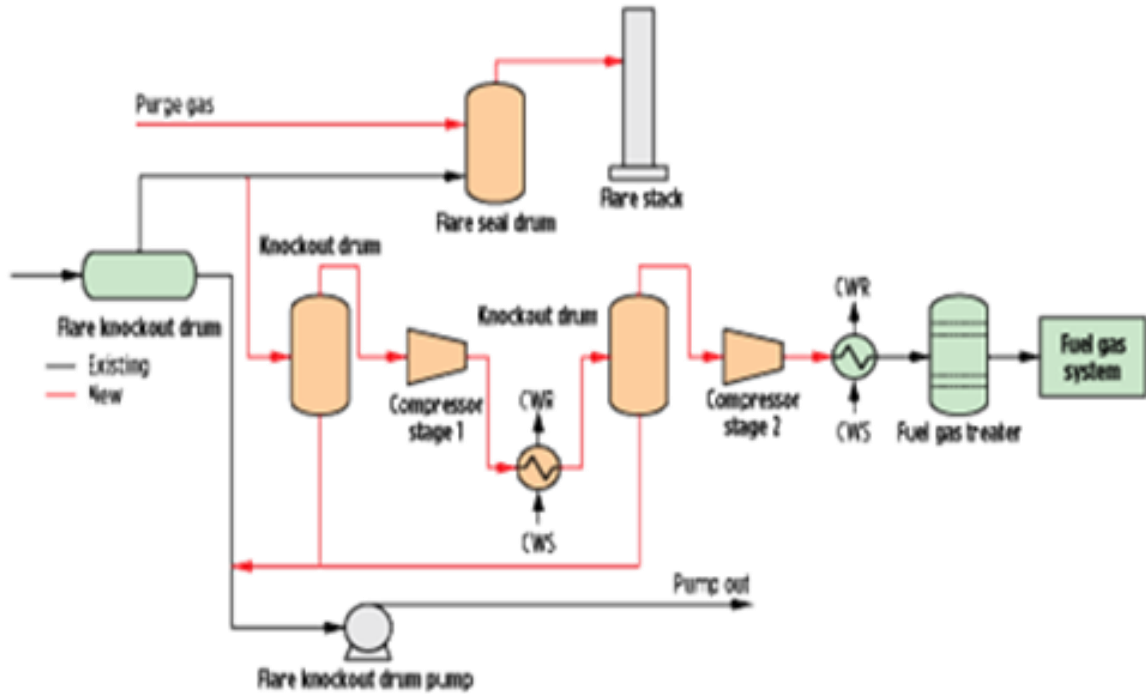 Purge gas
Flare stack
Flare seal drum
Knockout drum
CWR
Knockout drum
Flare knockout drum
Existing
New
Compressor
stage 1
CWR
Compressor
stage 2
CWS
Fuel gas treater
Fuel gas
system
CWS
Pump out
Flare knockout drum pump